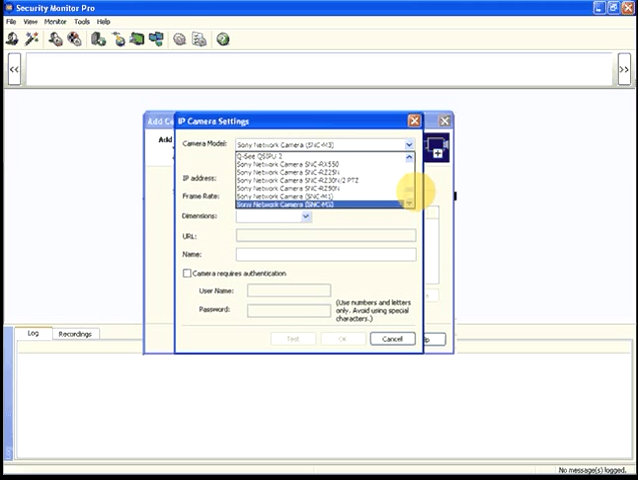 Security Monitor Pro
File View Monitor Tools Help
<< >>
Add Ca
IP Camera Settings
Add
Camera Model:
Sony Network Camera (SNC-M3)
Q-See QSIPU 2
Sony Network Camera SNC-RX550
Sony Network Camera SNC-RZ25N
Sony Network Camera SNC-RZ30N/2 PTZ
Sony Network Camera SNC-RZ50N
Sony Network Camera (SNC-M1)
Sony Network Camera (SNC-M3)
IP address:
Frame Rate:
Dimensions:
URL:
Name:
Camera requires authentication
User Name:
Password:
(Use numbers and letters
only. Avoid using special
characters.)
Test OK Cancel
lp
Log Recordings
No message(s) logged.